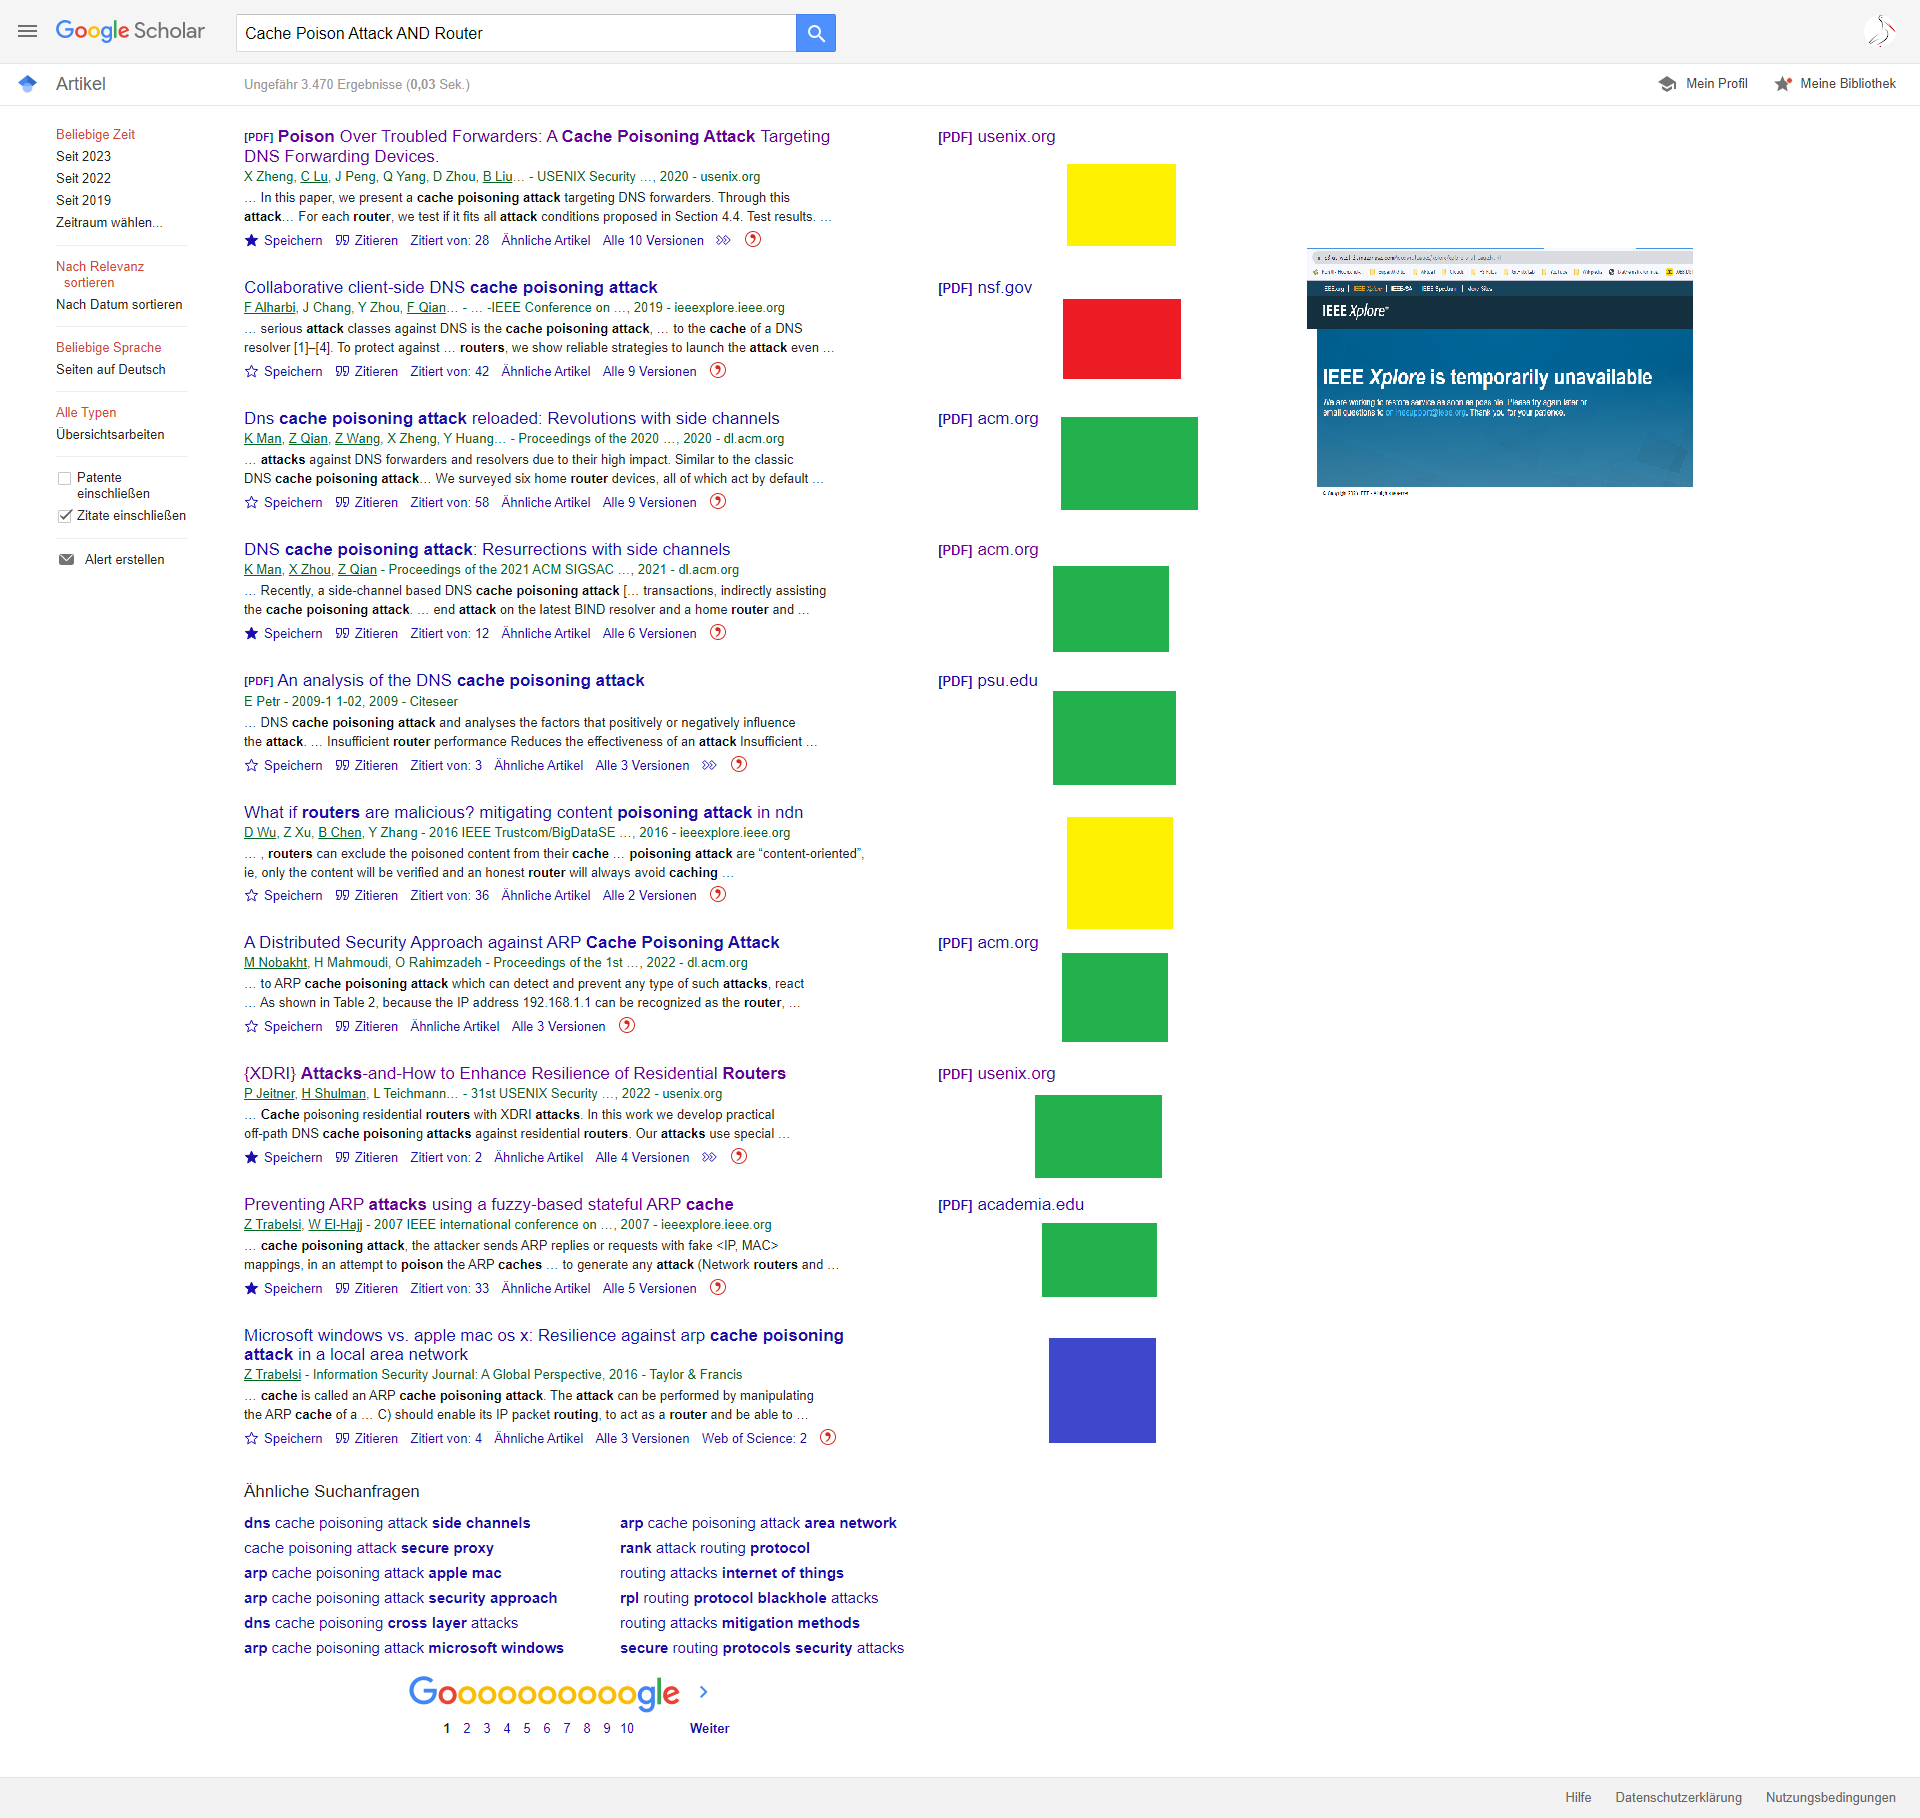 Google Scholar
Cache Poison Attack AND Router
Artikel
Ungefähr 3.470 Ergebnisse (0,03 Sek.)
Mein Profil
Meine Bibliothek
Beliebige Zeit
Seit 2023
Seit 2022
Seit 2019
Zeitraum wählen...
Nach Relevanz
sortieren
Nach Datum sortieren
Beliebige Sprache
Seiten auf Deutsch
Alle Typen
Übersichtsarbeiten
Patente
einschließen
Zitate einschließen
Alert erstellen
[PDF] Poison Over Troubled Forwarders: A Cache Poisoning Attack Targeting
DNS Forwarding Devices.
X Zheng, C Lu, J Peng, Q Yang, D Zhou, B Liu… - USENIX Security …, 2020 - usenix.org
… In this paper, we present a cache poisoning attack targeting DNS forwarders. Through this
attack… For each router, we test if it fits all attack conditions proposed in Section 4.4. Test results. …
Speichern Zitieren Zitiert von: 28 Ähnliche Artikel Alle 10 Versionen
[PDF] usenix.org
Collaborative client-side DNS cache poisoning attack
F Alharbi, J Chang, Y Zhou, F Qian… - … -IEEE Conference on …, 2019 - ieeexplore.ieee.org
… serious attack classes against DNS is the cache poisoning attack, … to the cache of a DNS
resolver [1]–[4]. To protect against … routers, we show reliable strategies to launch the attack even …
Speichern Zitieren Zitiert von: 42 Ähnliche Artikel Alle 9 Versionen
[PDF] nsf.gov
Dns cache poisoning attack reloaded: Revolutions with side channels
K Man, Z Qian, Z Wang, X Zheng, Y Huang… - Proceedings of the 2020 …, 2020 - dl.acm.org
… attacks against DNS forwarders and resolvers due to their high impact. Similar to the classic
DNS cache poisoning attack… We surveyed six home router devices, all of which act by default …
Speichern Zitieren Zitiert von: 58 Ähnliche Artikel Alle 9 Versionen
[PDF] acm.org
DNS cache poisoning attack: Resurrections with side channels
K Man, X Zhou, Z Qian - Proceedings of the 2021 ACM SIGSAC …, 2021 - dl.acm.org
… Recently, a side-channel based DNS cache poisoning attack [… transactions, indirectly assisting
the cache poisoning attack. … end attack on the latest BIND resolver and a home router and …
Speichern Zitieren Zitiert von: 12 Ähnliche Artikel Alle 6 Versionen
[PDF] acm.org
[PDF] An analysis of the DNS cache poisoning attack
E Petr - 2009-1 1-02, 2009 - Citeseer
… DNS cache poisoning attack and analyses the factors that positively or negatively influence
the attack. … Insufficient router performance Reduces the effectiveness of an attack Insufficient …
Speichern Zitieren Zitiert von: 3 Ähnliche Artikel Alle 3 Versionen
[PDF] psu.edu
What if routers are malicious? mitigating content poisoning attack in ndn
D Wu, Z Xu, B Chen, Y Zhang - 2016 IEEE Trustcom/BigDataSE …, 2016 - ieeexplore.ieee.org
… , routers can exclude the poisoned content from their cache … poisoning attack are “content-oriented”,
ie, only the content will be verified and an honest router will always avoid caching …
Speichern Zitieren Zitiert von: 36 Ähnliche Artikel Alle 2 Versionen
A Distributed Security Approach against ARP Cache Poisoning Attack
M Nobakht, H Mahmoudi, O Rahimzadeh - Proceedings of the 1st …, 2022 - dl.acm.org
… to ARP cache poisoning attack which can detect and prevent any type of such attacks, react
… As shown in Table 2, because the IP address 192.168.1.1 can be recognized as the router, …
Speichern Zitieren Ähnliche Artikel Alle 3 Versionen
[PDF] acm.org
{XDRI} Attacks-and-How to Enhance Resilience of Residential Routers
P Jeitner, H Shulman, L Teichmann… - 31st USENIX Security …, 2022 - usenix.org
… Cache poisoning residential routers with XDRI attacks. In this work we develop practical
off-path DNS cache poisoning attacks against residential routers. Our attacks use special …
Speichern Zitieren Zitiert von: 2 Ähnliche Artikel Alle 4 Versionen
[PDF] usenix.org
Preventing ARP attacks using a fuzzy-based stateful ARP cache
Z Trabelsi, W El-Hajj - 2007 IEEE international conference on …, 2007 - ieeexplore.ieee.org
… cache poisoning attack, the attacker sends ARP replies or requests with fake <IP, MAC>
mappings, in an attempt to poison the ARP caches … to generate any attack (Network routers and …
Speichern Zitieren Zitiert von: 33 Ähnliche Artikel Alle 5 Versionen
[PDF] academia.edu
Microsoft windows vs. apple mac os x: Resilience against arp cache poisoning
attack in a local area network
Z Trabelsi - Information Security Journal: A Global Perspective, 2016 - Taylor & Francis
… cache is called an ARP cache poisoning attack. The attack can be performed by manipulating
the ARP cache of a … C) should enable its IP packet routing, to act as a router and be able to …
Speichern Zitieren Zitiert von: 4 Ähnliche Artikel Alle 3 Versionen Web of Science: 2
IEEE.org | IEEE Xplore | IEEE-SA | IEEE Spectrum | More Sites
IEEE Xplore®
IEEE Xplore is temporarily unavailable
We are working to restore service as soon as possible. Please try again later or
email questions to onlinesupport@ieee.org. Thank you for your patience.
Ähnliche Suchanfragen
dns cache poisoning attack side channels
cache poisoning attack secure proxy
arp cache poisoning attack apple mac
arp cache poisoning attack security approach
dns cache poisoning cross layer attacks
arp cache poisoning attack microsoft windows
arp cache poisoning attack area network
rank attack routing protocol
routing attacks internet of things
rpl routing protocol blackhole attacks
routing attacks mitigation methods
secure routing protocols security attacks
Goooooooooogle
1 2 3 4 5 6 7 8 9 10 Weiter
Hilfe Datenschutzerklärung Nutzungsbedingungen